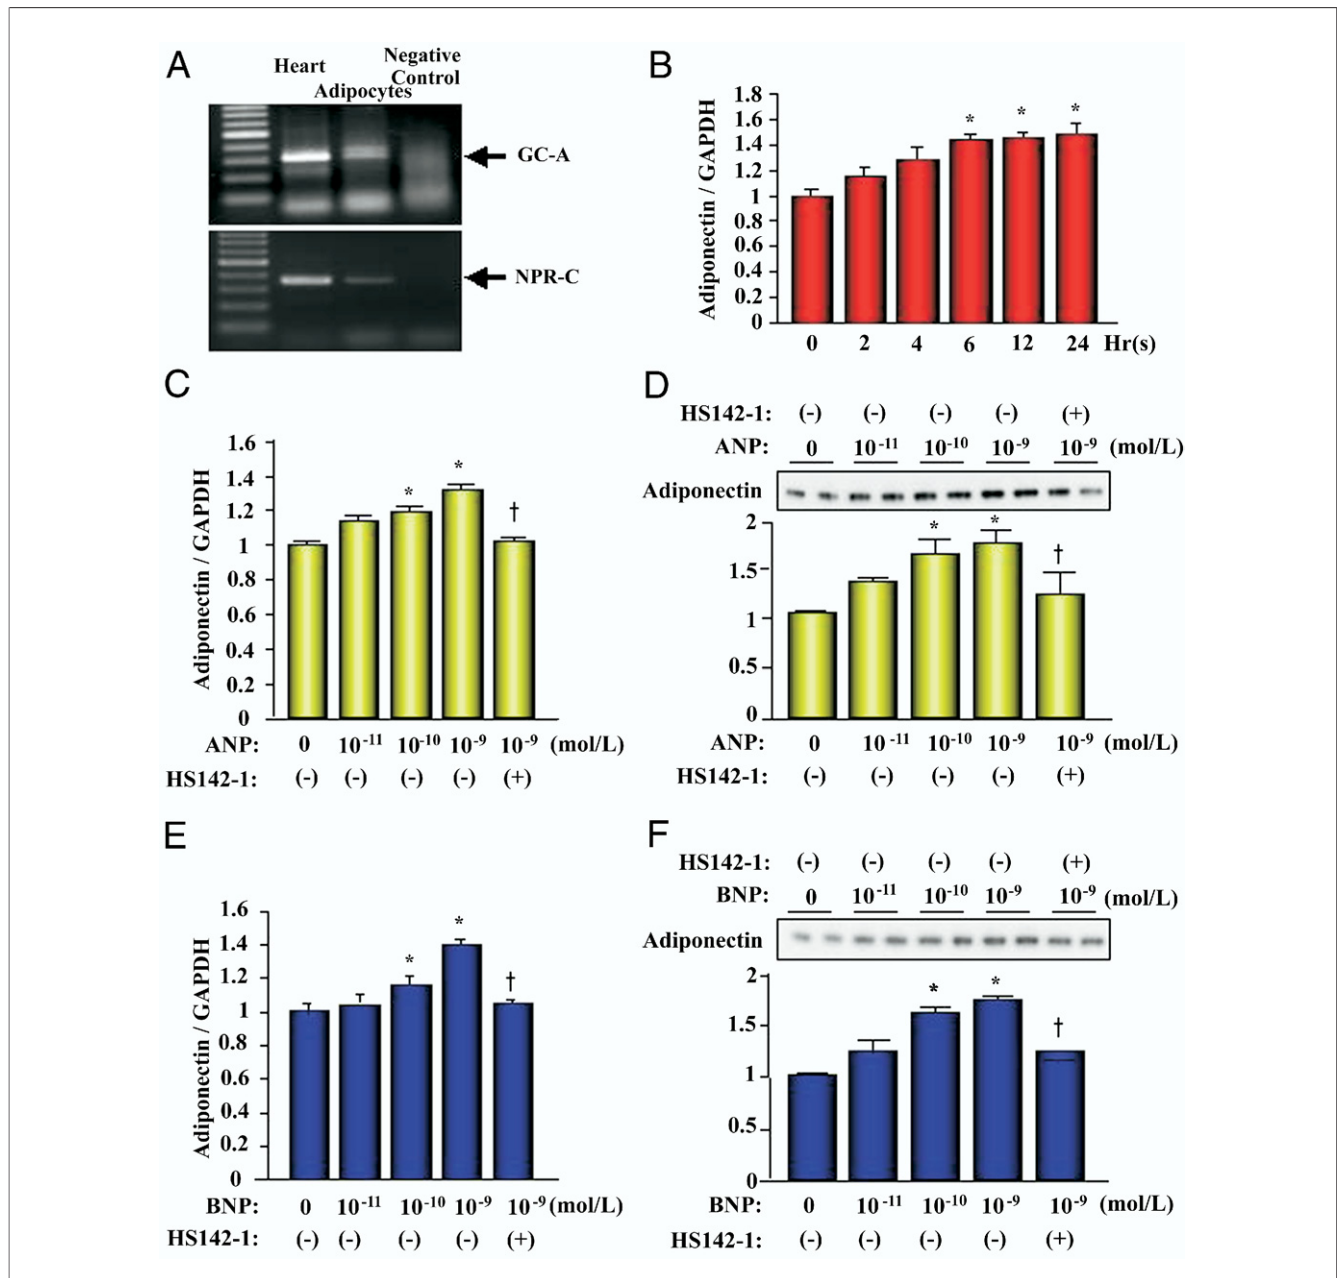 A
Heart
Adipocytes
Negative
Control
GC-A
NPR-C
B
Adiponectin / GAPDH
1.8
1.6
1.4
1.2
1
0.8
0.6
0.4
0.2
0
* * *
0 2 4 6 12 24 Hr(s)
C
Adiponectin / GAPDH
1.6
1.4
1.2
1
0.8
0.6
0.4
0.2
0
* * †
ANP: 0 10⁻¹¹ 10⁻¹⁰ 10⁻⁹ 10⁻⁹ (mol/L)
HS142-1: (-) (-) (-) (-) (+)
D
HS142-1: (-) (-) (-) (-) (+)
ANP: 0 10⁻¹¹ 10⁻¹⁰ 10⁻⁹ 10⁻⁹ (mol/L)
Adiponectin
2
1.5
1
0.5
0
* * †
ANP: 0 10⁻¹¹ 10⁻¹⁰ 10⁻⁹ 10⁻⁹ (mol/L)
HS142-1: (-) (-) (-) (-) (+)
E
Adiponectin / GAPDH
1.6
1.4
1.2
1
0.8
0.6
0.4
0.2
0
* * †
BNP: 0 10⁻¹¹ 10⁻¹⁰ 10⁻⁹ 10⁻⁹ (mol/L)
HS142-1: (-) (-) (-) (-) (+)
F
HS142-1: (-) (-) (-) (-) (+)
BNP: 0 10⁻¹¹ 10⁻¹⁰ 10⁻⁹ 10⁻⁹ (mol/L)
Adiponectin
2
1.5
1
0.5
0
* * †
BNP: 0 10⁻¹¹ 10⁻¹⁰ 10⁻⁹ 10⁻⁹ (mol/L)
HS142-1: (-) (-) (-) (-) (+)